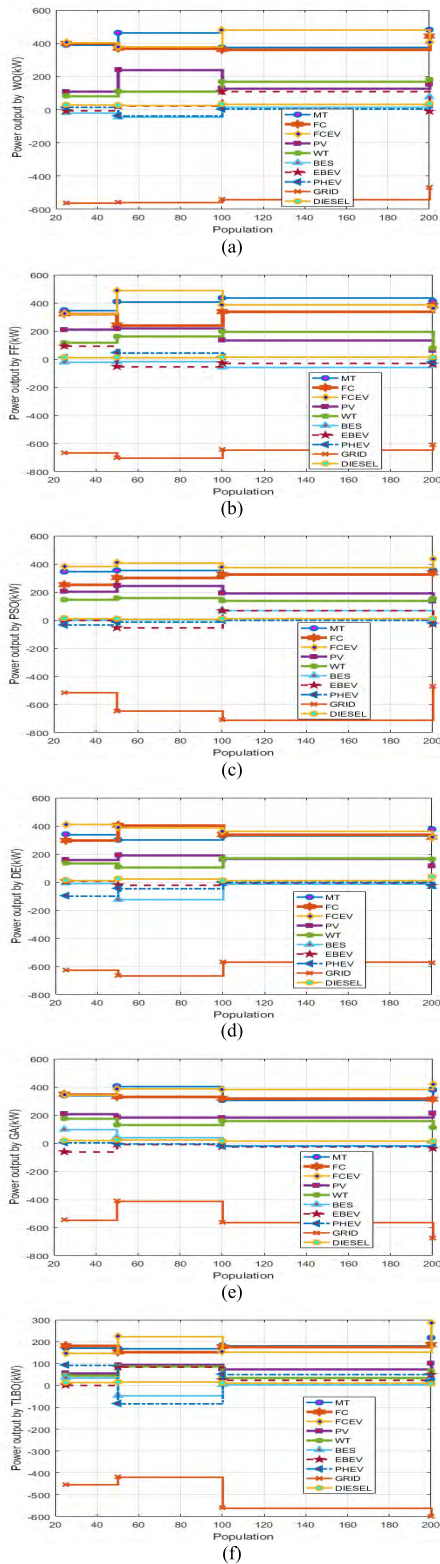 Power output by WO(kW)
600
400
200
0
-200
-400
-600
MT
FC
FCEV
PV
WT
BES
EBEV
PHEV
GRID
DIESEL
20 40 60 80 100 120 140 160 180 200
Population
(a)
Power output by FF(kW)
600
400
200
0
-200
-400
-600
-800
MT
FC
FCEV
PV
WT
BES
EBEV
PHEV
GRID
DIESEL
20 40 60 80 100 120 140 160 180 200
Population
(b)
Power output by PSO(kW)
600
400
200
0
-200
-400
-600
-800
MT
FC
FCEV
PV
WT
BES
EBEV
PHEV
GRID
DIESEL
20 40 60 80 100 120 140 160 180 200
Population
(c)
Power output by DE(kW)
600
400
200
0
-200
-400
-600
-800
MT
FC
FCEV
PV
WT
BES
EBEV
PHEV
GRID
DIESEL
20 40 60 80 100 120 140 160 180 200
Population
(d)
Power output by GA(kW)
600
400
200
0
-200
-400
-600
-800
MT
FC
FCEV
PV
WT
BES
EBEV
PHEV
GRID
DIESEL
20 40 60 80 100 120 140 160 180 200
Population
(e)
Power output by TLBO(kW)
300
200
100
0
-100
-200
-300
-400
-500
-600
MT
FC
FCEV
PV
WT
BES
EBEV
PHEV
GRID
DIESEL
20 40 60 80 100 120 140 160 180 200
Population
(f)